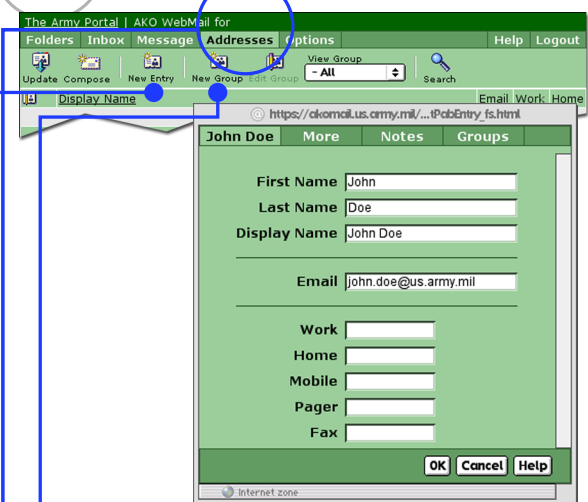 The Army Portal | AKO WebMail for
Folders Inbox Message Addresses Options Help Logout
View Group
Update Compose New Entry New Group Edit Group - All Search
Display Name Email Work Home
@ https://akomail.us.army.mil/...tPabEntry_fs.html
John Doe More Notes Groups
First Name John
Last Name Doe
Display Name John Doe
Email john.doe@us.army.mil
Work
Home
Mobile
Pager
Fax
OK Cancel Help
Internet zone